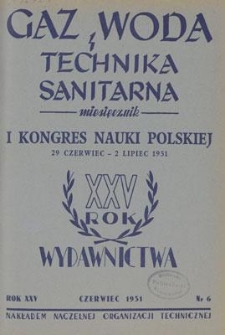 GAZ, WODA
i
TECHNIKA
SANITARNA
miesięcznik
I KONGRES NAUKI POLSKIEJ
29 CZERWIEC - 2 LIPIEC 1951
XXV
ROK
WYDAWNICTWA
ROK XXV CZERWIEC 1951 Nr 6
NAKŁADEM NACZELNEJ ORGANIZACJI TECHNICZNEJ